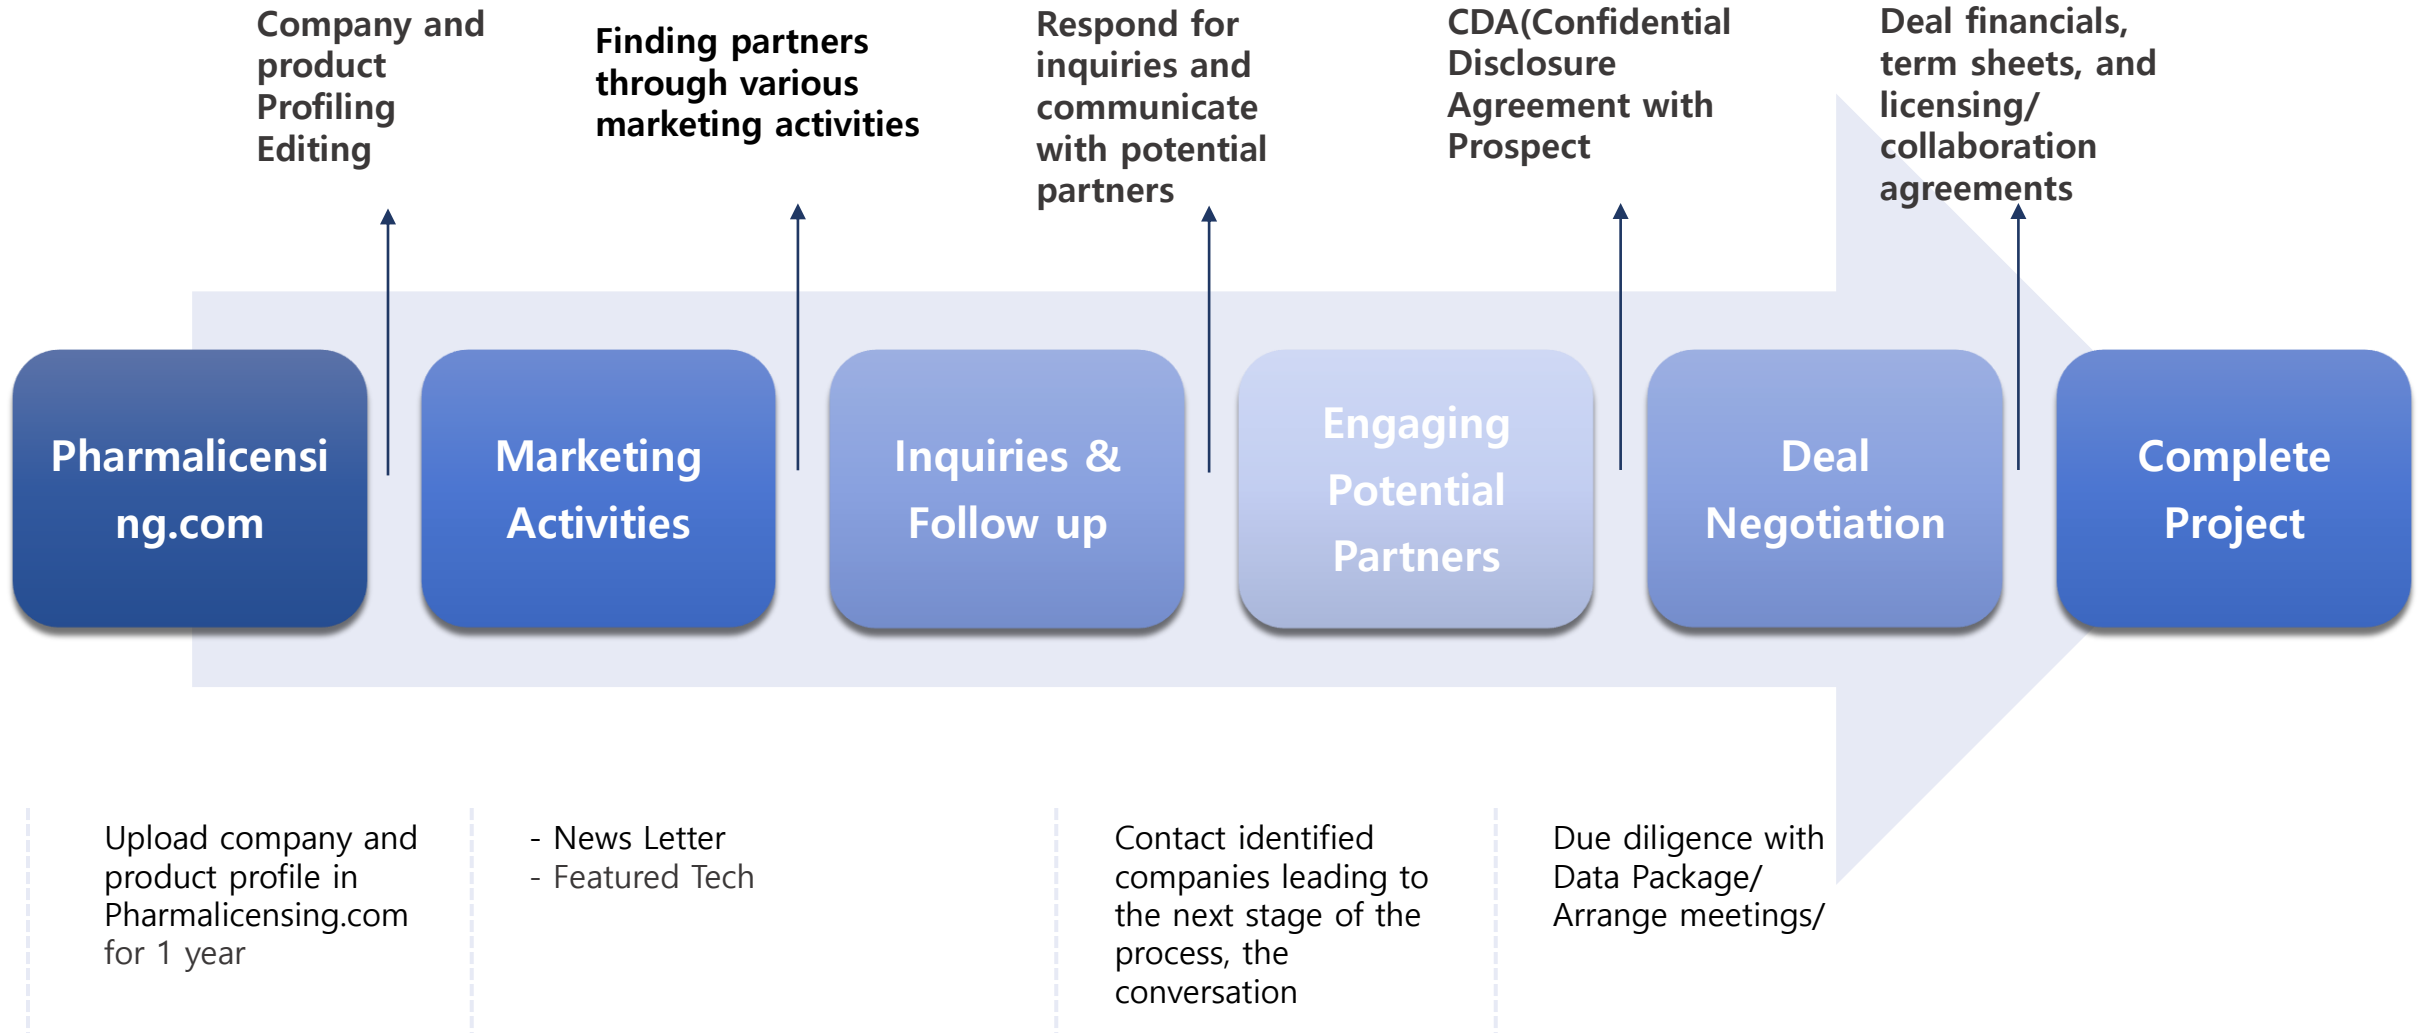 Company and
product
Profiling
Editing
Finding partners
through various
marketing activities
Respond for
inquiries and
communicate
with potential
partners
CDA(Confidential
Disclosure
Agreement with
Prospect
Deal financials,
term sheets, and
licensing/
collaboration
agreements
Pharmalicensi
ng.com
Marketing
Activities
Inquiries &
Follow up
Engaging
Potential
Partners
Deal
Negotiation
Complete
Project
Upload company and
product profile in
Pharmalicensing.com
for 1 year
- News Letter
- Featured Tech
Contact identified
companies leading to
the next stage of the
process, the
conversation
Due diligence with
Data Package/
Arrange meetings/